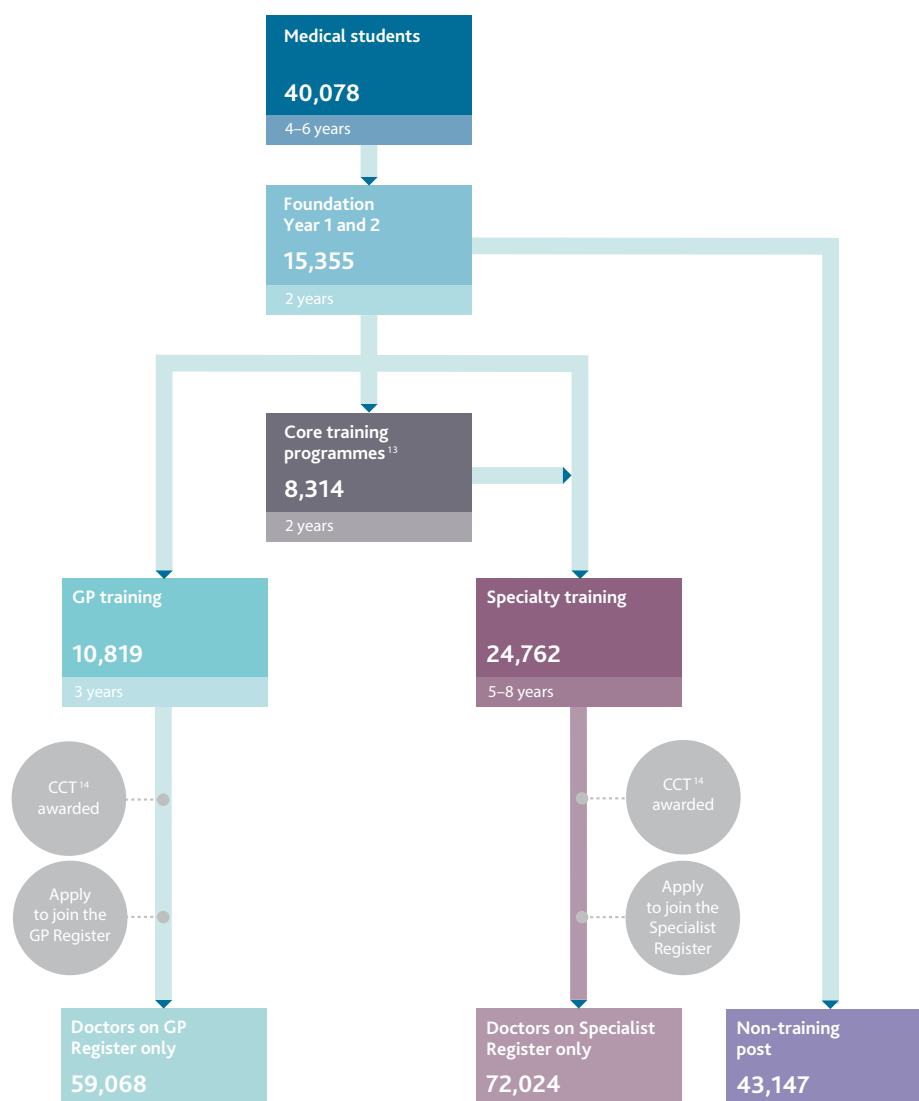 Medical students
40,078
4–6 years
Foundation
Year 1 and 2
15,355
2 years
Core training
programmes 13
8,314
2 years
GP training
10,819
3 years
Specialty training
24,762
5–8 years
CCT 14
awarded
CCT 14
awarded
Apply
to join the
GP Register
Apply
to join the
Specialist
Register
Doctors on GP
Register only
59,068
Doctors on Specialist
Register only
72,024
Non-training
post
43,147